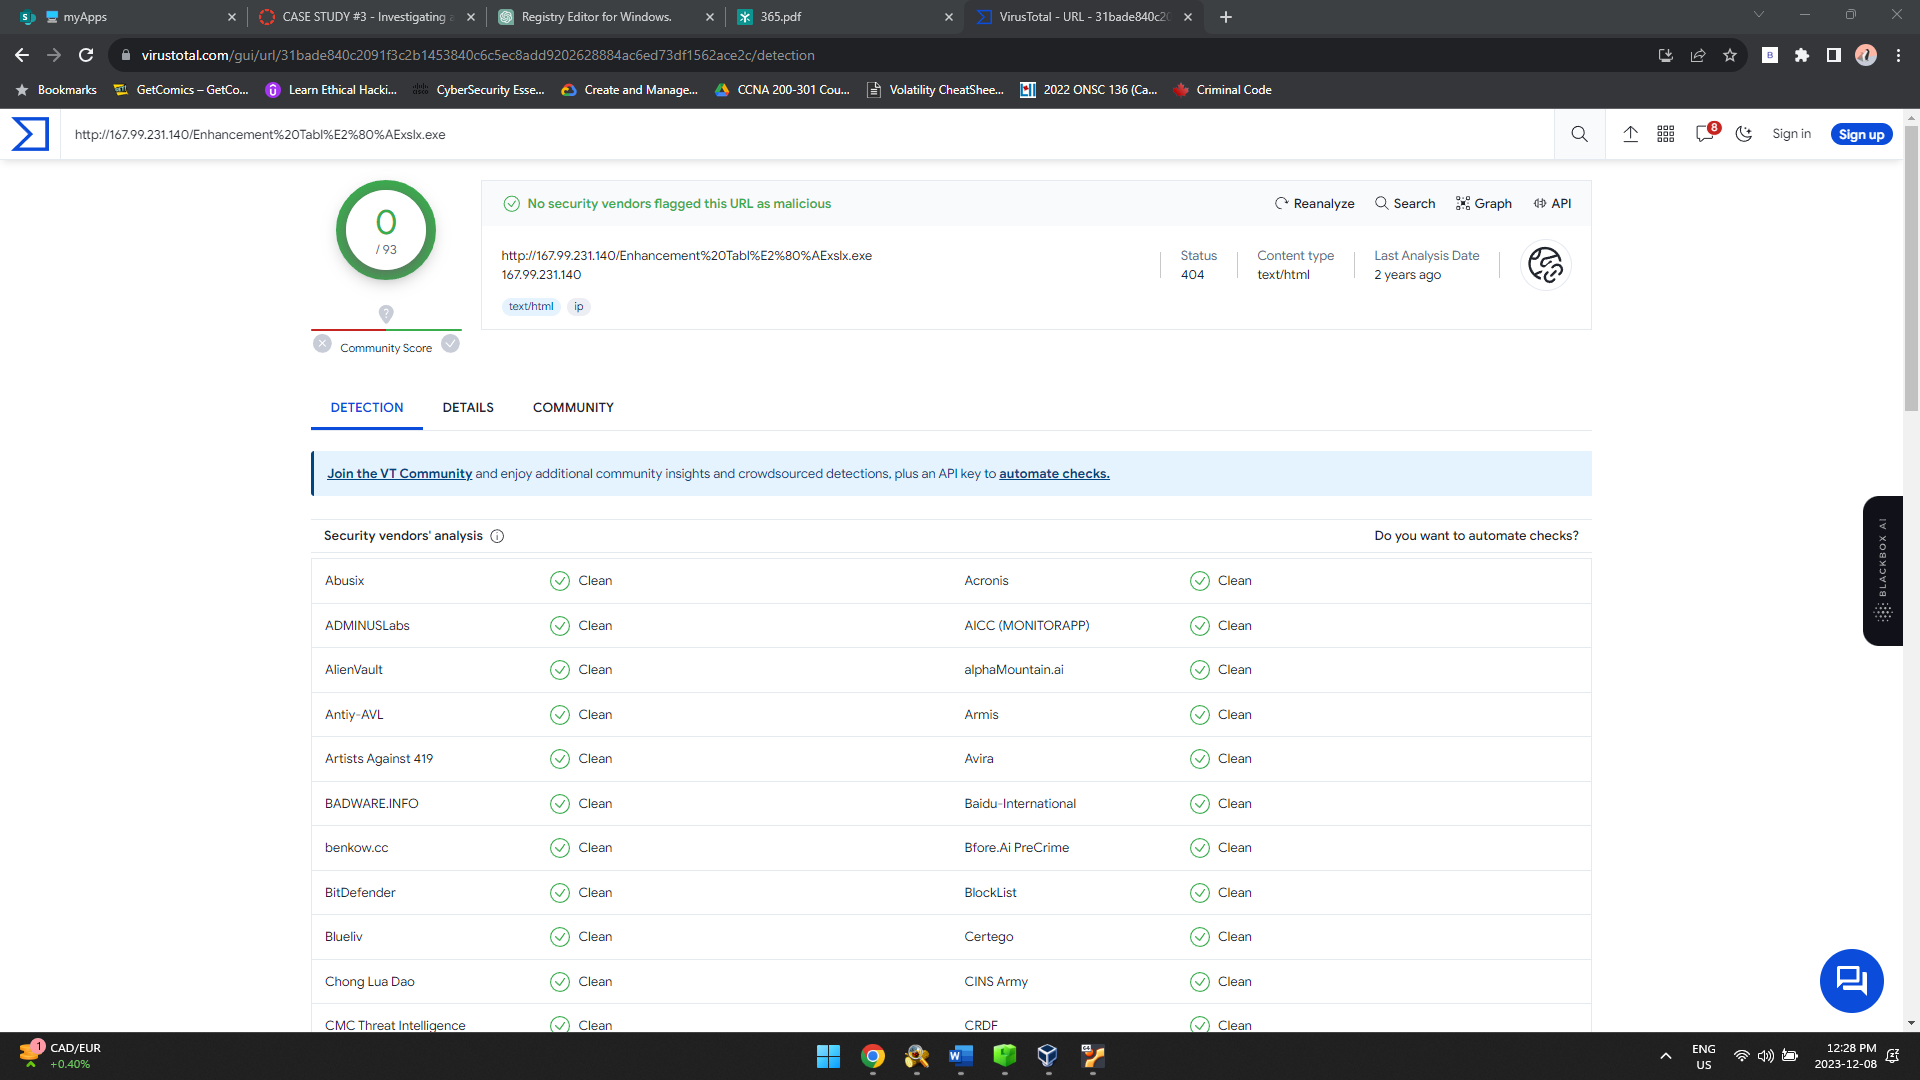 myApps
CASE STUDY #3 - Investigating a
Registry Editor for Windows.
365.pdf
VirusTotal - URL - 31bade840c20
virustotal.com/gui/url/31bade840c2091f3c2b1453840c6c5ec8add9202628884ac6ed73df1562ace2c/detection
Bookmarks
GetComics – GetCo...
Learn Ethical Hacki...
CyberSecurity Esse...
Create and Manage...
CCNA 200-301 Cou...
Volatility CheatShee...
2022 ONSC 136 (Ca...
Criminal Code
http://167.99.231.140/Enhancement%20Tabl%E2%80%AExslx.exe
8
Sign in
Sign up
0
/ 93
?
Community Score
No security vendors flagged this URL as malicious
Reanalyze
Search
Graph
API
http://167.99.231.140/Enhancement%20Tabl%E2%80%AExslx.exe
167.99.231.140
text/html
ip
Status
404
Content type
text/html
Last Analysis Date
2 years ago
DETECTION
DETAILS
COMMUNITY
Join the VT Community and enjoy additional community insights and crowdsourced detections, plus an API key to automate checks.
Security vendors' analysis
Do you want to automate checks?
Abusix Clean Acronis Clean
ADMINUSLabs Clean AICC (MONITORAPP) Clean
AlienVault Clean alphaMountain.ai Clean
Antiy-AVL Clean Armis Clean
Artists Against 419 Clean Avira Clean
BADWARE.INFO Clean Baidu-International Clean
benkow.cc Clean Bfore.Ai PreCrime Clean
BitDefender Clean BlockList Clean
Blueliv Clean Certego Clean
Chong Lua Dao Clean CINS Army Clean
CMC Threat Intelligence Clean CRDF Clean
BLACKBOX AI
1
CAD/EUR
+0.40%
ENG
US
12:28 PM
2023-12-08